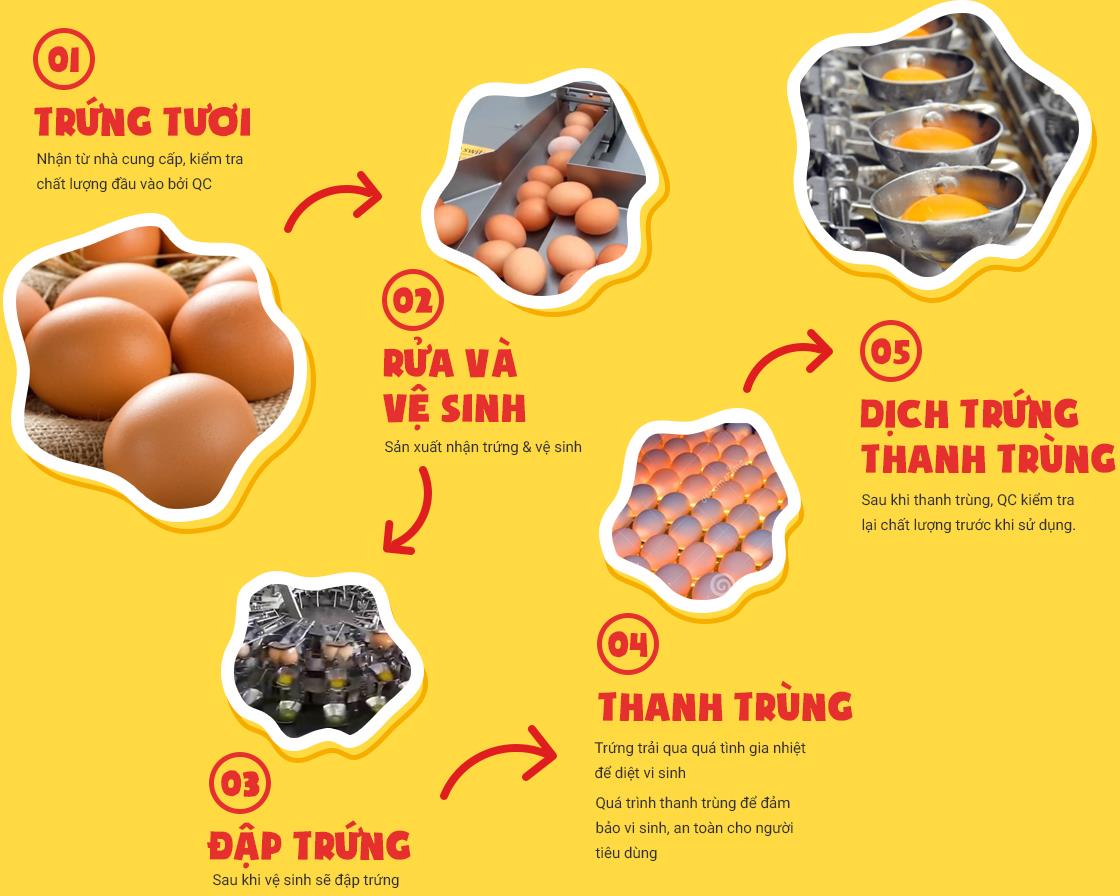 01
TRỨNG TƯƠI
Nhận từ nhà cung cấp, kiểm tra
chất lượng đầu vào bởi QC
02
RỬA VÀ
VỆ SINH
Sản xuất nhận trứng & vệ sinh
03
ĐẬP TRỨNG
Sau khi vệ sinh sẽ đập trứng
04
THANH TRÙNG
Trứng trải qua quá tình gia nhiệt
để diệt vi sinh
Quá trình thanh trùng để đảm
bảo vi sinh, an toàn cho người
tiêu dùng
05
DỊCH TRỨNG
THANH TRÙNG
Sau khi thanh trùng, QC kiểm tra
lại chất lượng trước khi sử dụng.